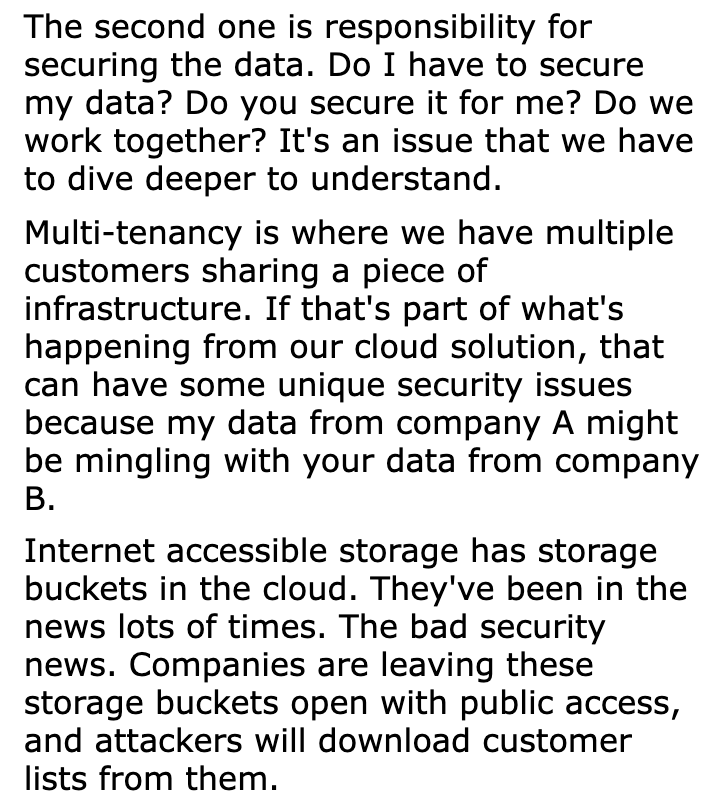 The second one is responsibility for
securing the data. Do I have to secure
my data? Do you secure it for me? Do we
work together? It's an issue that we have
to dive deeper to understand.
Multi-tenancy is where we have multiple
customers sharing a piece of
infrastructure. If that's part of what's
happening from our cloud solution, that
can have some unique security issues
because my data from company A might
be mingling with your data from company
B.
Internet accessible storage has storage
buckets in the cloud. They've been in the
news lots of times. The bad security
news. Companies are leaving these
storage buckets open with public access,
and attackers will download customer
lists from them.